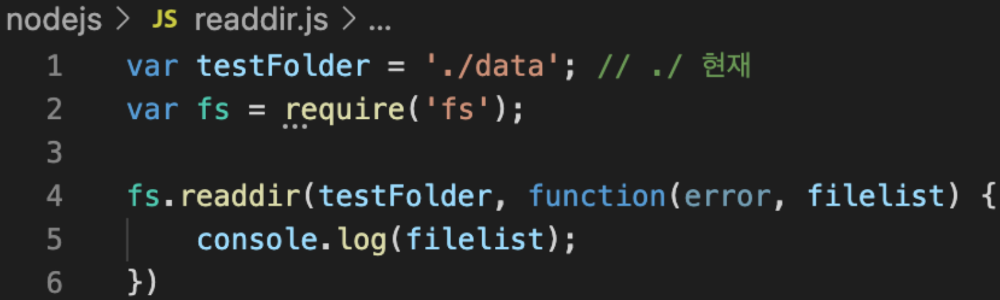 nodejs > JS readdir.js > ...
1 var testFolder = './data'; // ./ 현재
2 var fs = require('fs');
3
4 fs.readdir(testFolder, function(error, filelist) {
5     console.log(filelist);
6 })